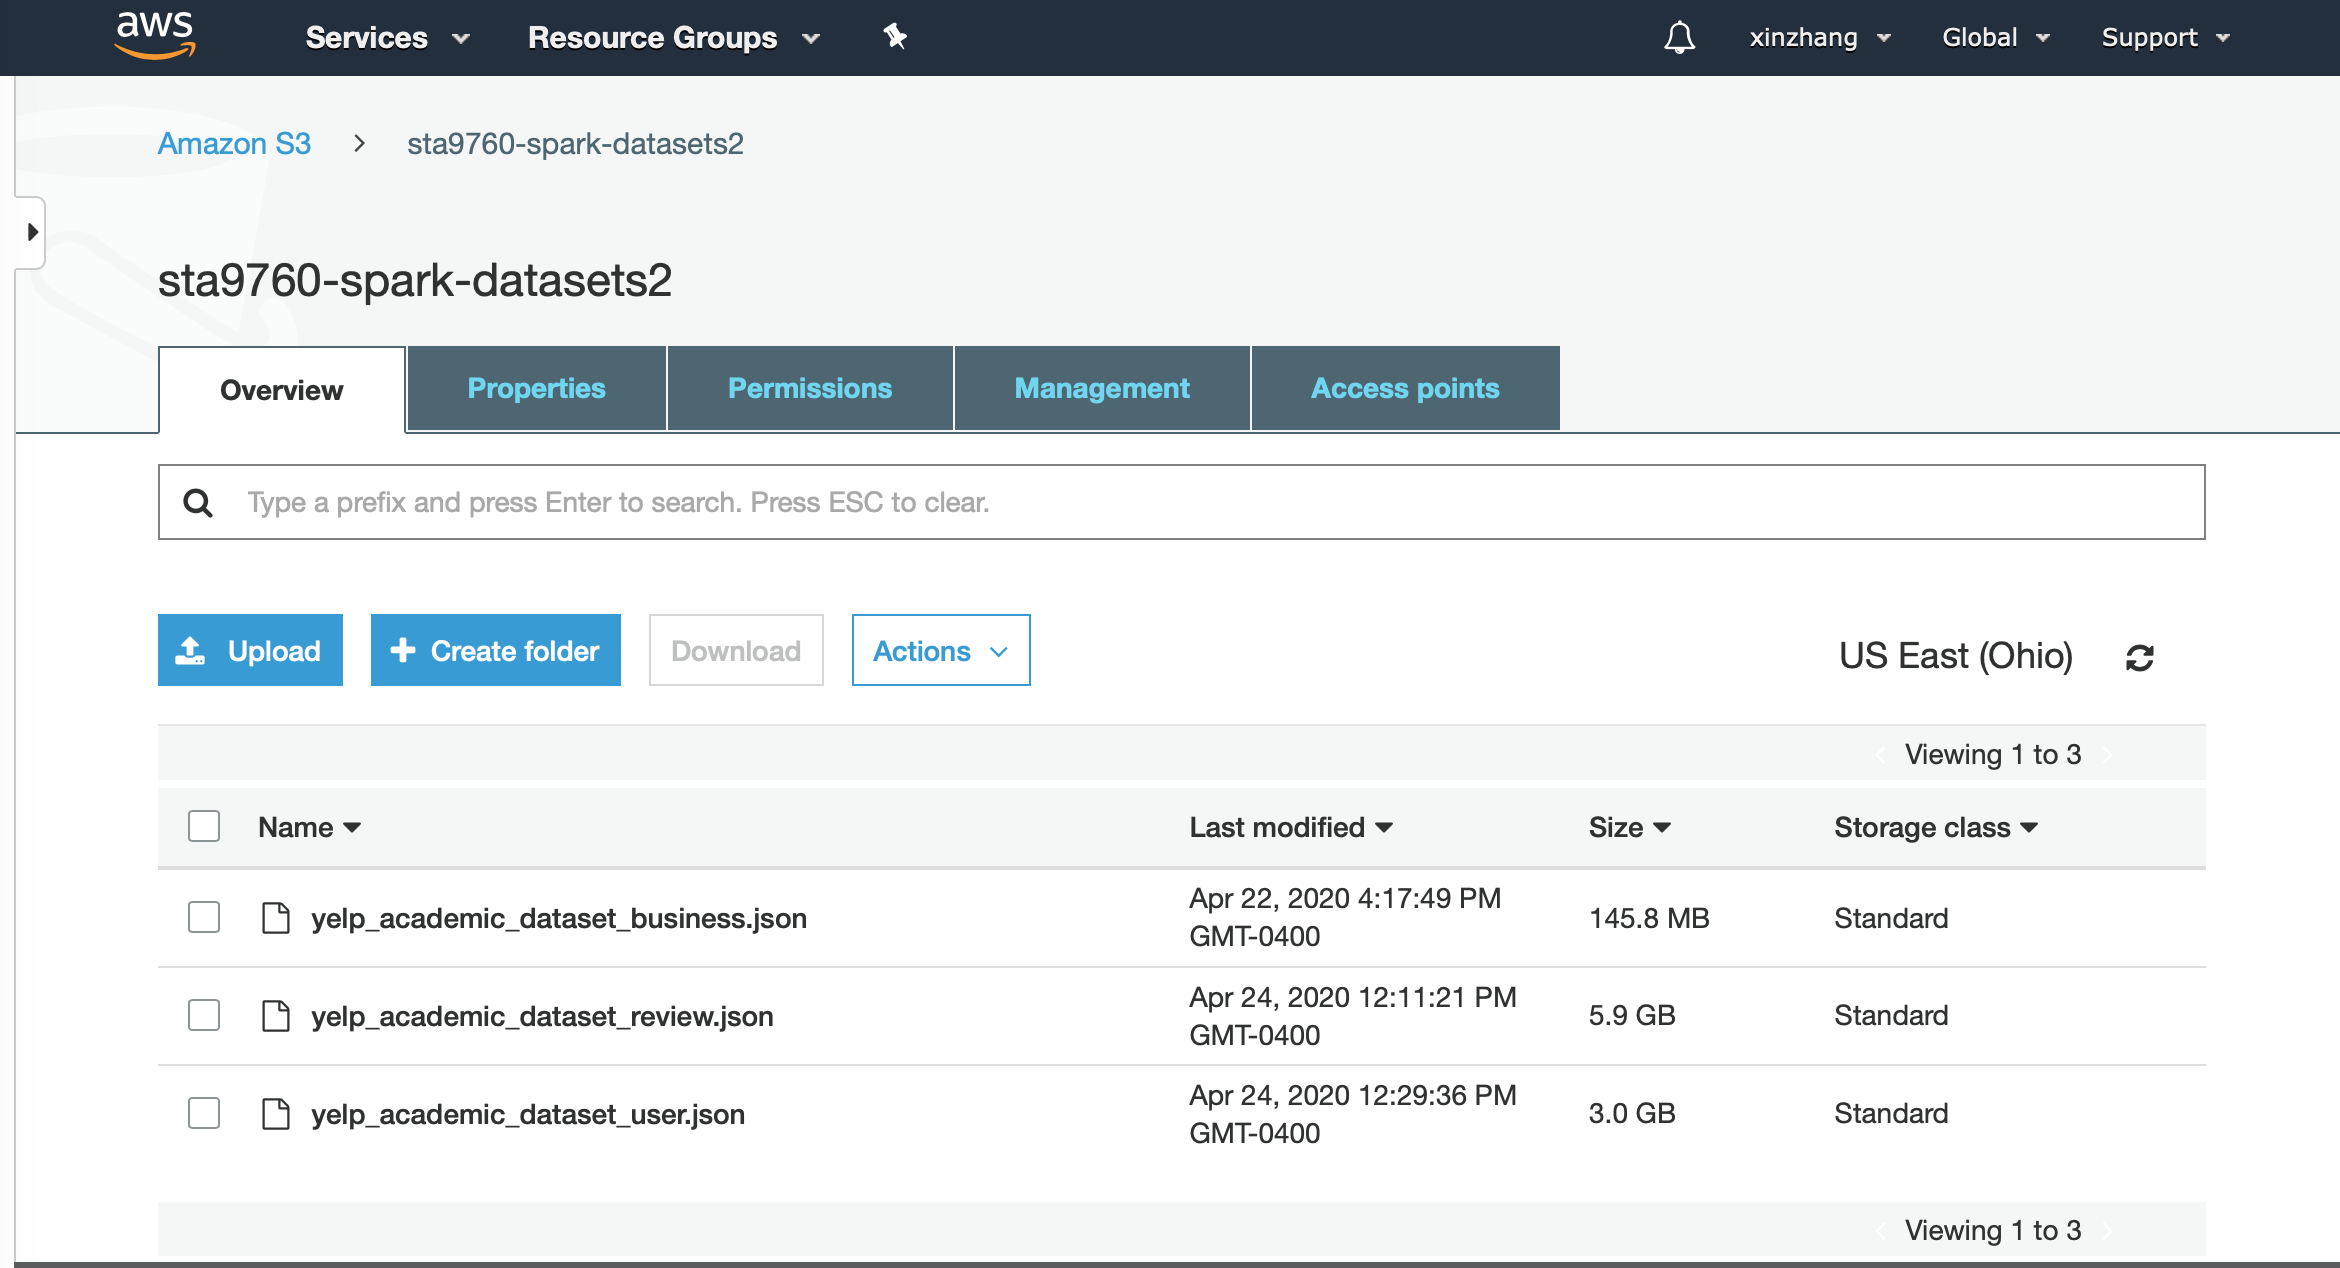 aws Services Resource Groups xinzhang Global Support
Amazon S3 > sta9760-spark-datasets2
sta9760-spark-datasets2
Overview Properties Permissions Management Access points
Type a prefix and press Enter to search. Press ESC to clear.
Upload + Create folder Download Actions US East (Ohio)
Viewing 1 to 3
Name Last modified Size Storage class
yelp_academic_dataset_business.json Apr 22, 2020 4:17:49 PM GMT-0400 145.8 MB Standard
yelp_academic_dataset_review.json Apr 24, 2020 12:11:21 PM GMT-0400 5.9 GB Standard
yelp_academic_dataset_user.json Apr 24, 2020 12:29:36 PM GMT-0400 3.0 GB Standard
Viewing 1 to 3